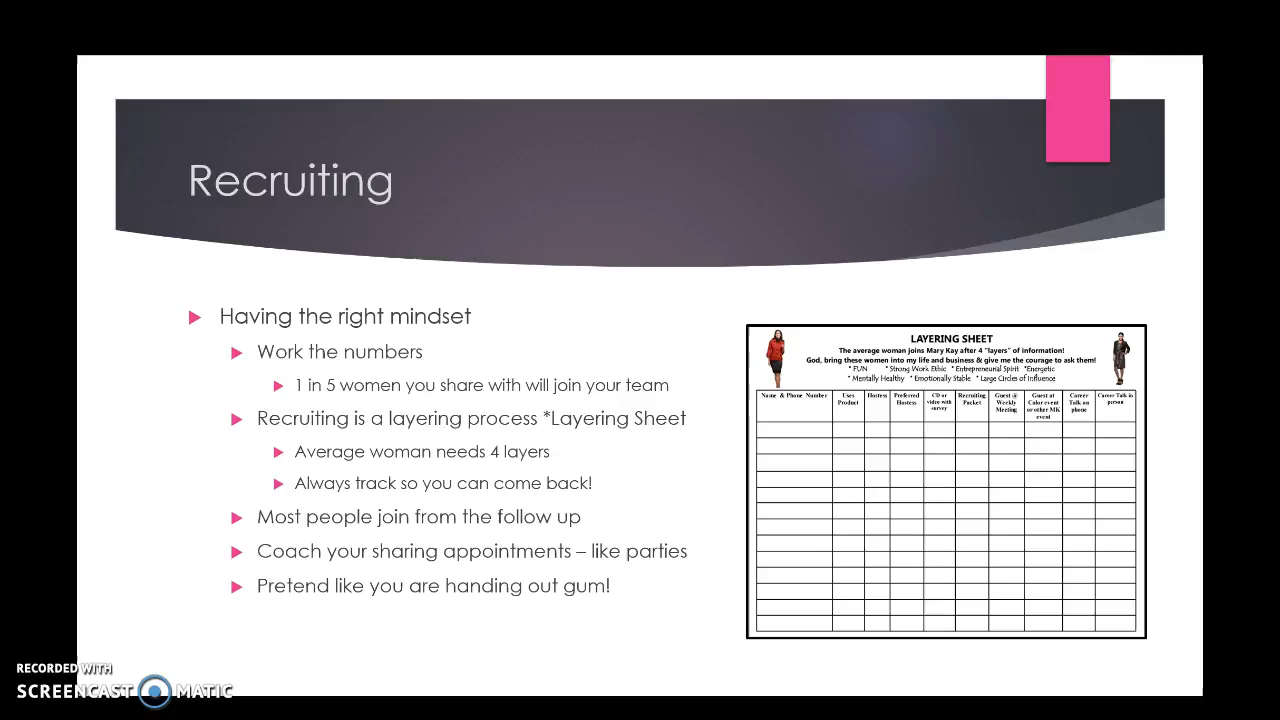 Recruiting
Having the right mindset
Work the numbers
1 in 5 women you share with will join your team
Recruiting is a layering process *Layering Sheet
Average woman needs 4 layers
Always track so you can come back!
Most people join from the follow up
Coach your sharing appointments – like parties
Pretend like you are handing out gum!
LAYERING SHEET
The average woman joins Mary Kay after 4 "layers" of information!
God, bring these women into my life and business & give me the courage to ask them!
* FUN * Strong Work Ethic * Entrepreneurial Spirit *Energetic
* Mentally Healthy * Emotionally Stable * Large Circles of Influence
Name & Phone Number
Uses
Product
Hostess
Preferred
Hostess
CD or
video with
survey
Recruiting
Packet
Guest @
Weekly
Meeting
Guest at
Color event
or other MK
event
Career
Talk on
phone
Career Talk in
person
RECORDED WITH
SCREENCAST MATIC